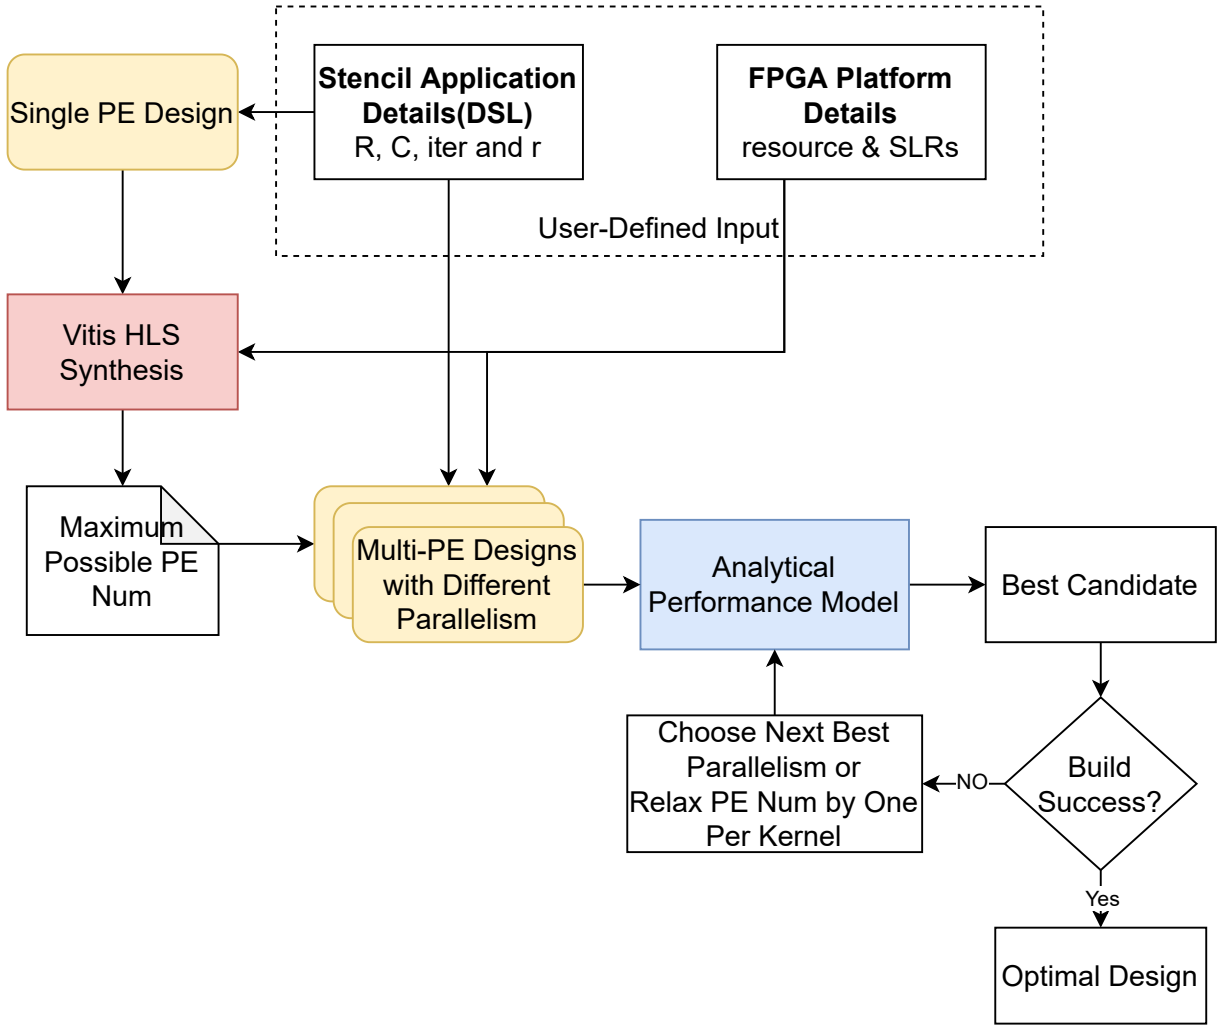 Single PE Design
Stencil Application
Details(DSL)
R, C, iter and r
FPGA Platform
Details
resource & SLRs
User-Defined Input
Vitis HLS
Synthesis
Maximum
Possible PE
Num
Multi-PE Designs
with Different
Parallelism
Analytical
Performance Model
Best Candidate
Choose Next Best
Parallelism or
Relax PE Num by One
Per Kernel
NO
Build
Success?
Yes
Optimal Design